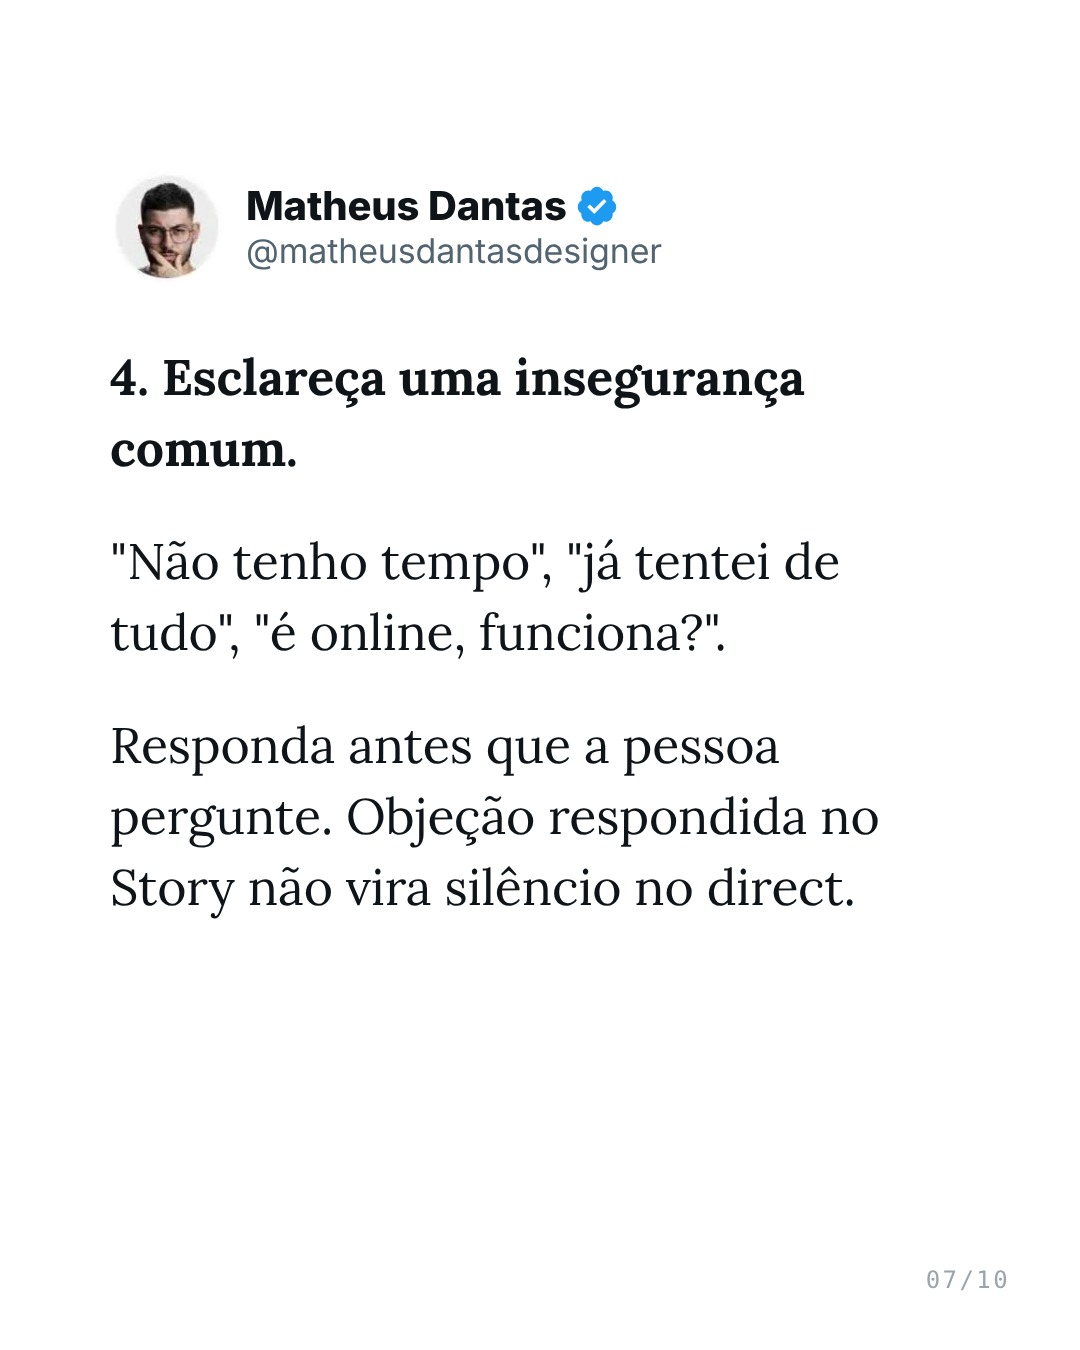 Matheus Dantas
@matheusdantasdesigner
4. Esclareça uma insegurança
comum.
"Não tenho tempo", "já tentei de
tudo", "é online, funciona?".
Responda antes que a pessoa
pergunte. Objeção respondida no
Story não vira silêncio no direct.
07/10